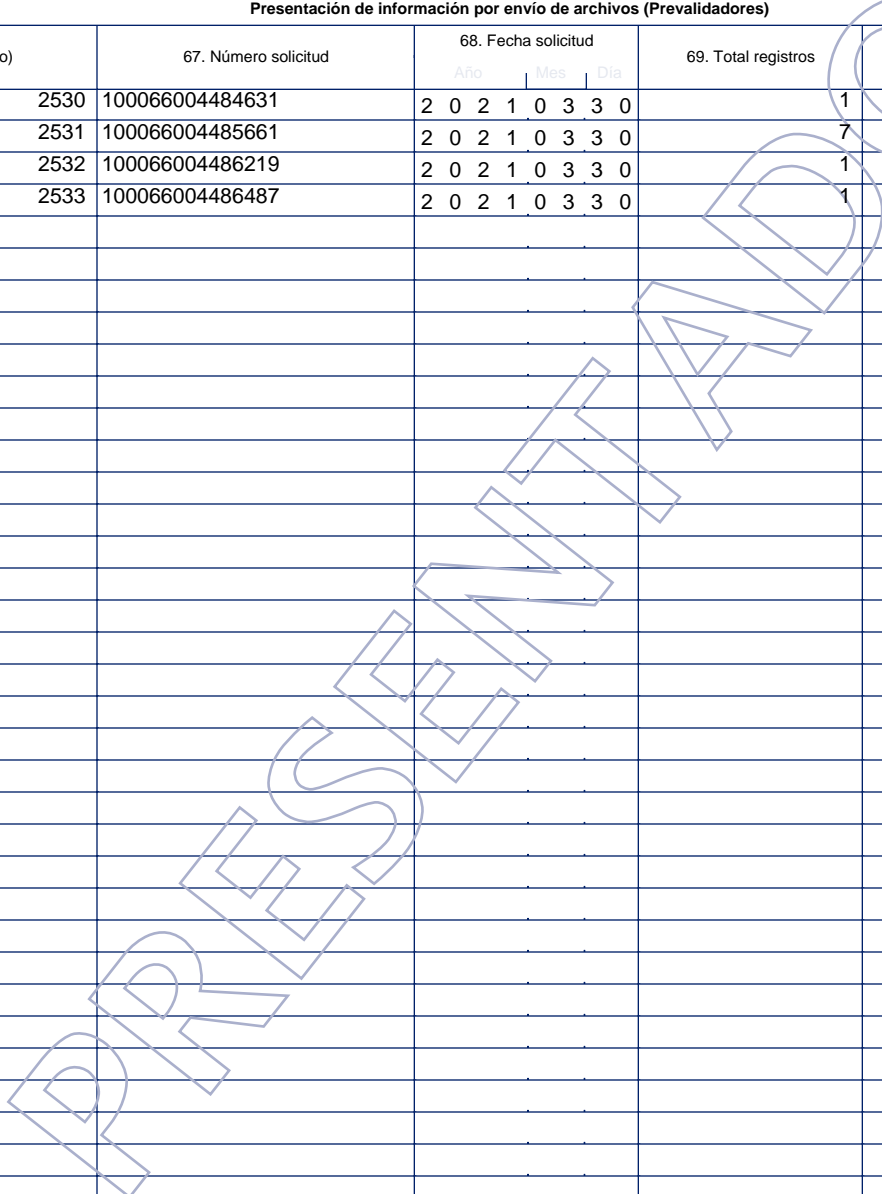 Presentación de información por envío de archivos (Prevalidadores)
o) 67. Número solicitud 68. Fecha solicitud 69. Total registros
Año Mes Día
2530 100066004484631 2 0 2 1 0 3 3 0 1
2531 100066004485661 2 0 2 1 0 3 3 0 7
2532 100066004486219 2 0 2 1 0 3 3 0 1
2533 100066004486487 2 0 2 1 0 3 3 0 1
PRESENTADO